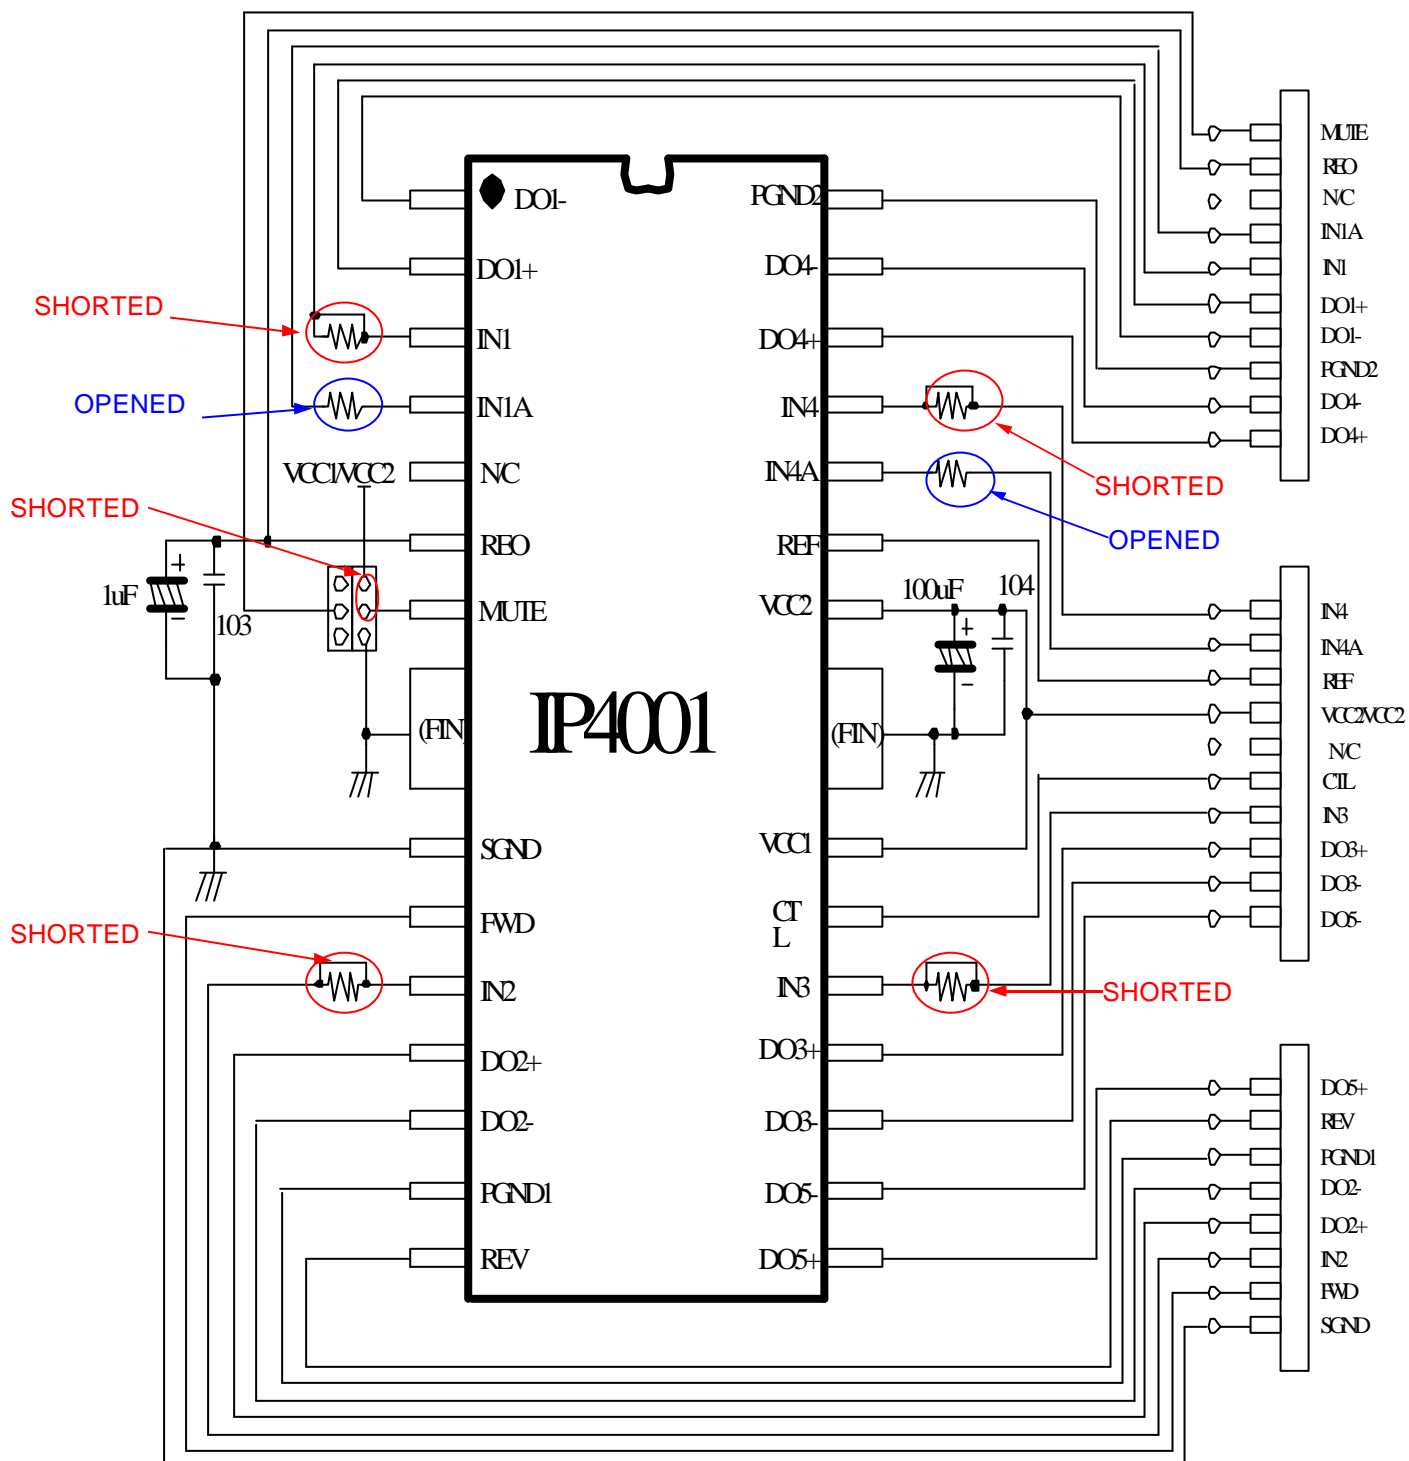 MUTE
REO
N/C
IN1A
IN1
DO1+
DO1-
PGND2
DO4-
DO4+
DO1-
DO1+
IN1
IN1A
N/C
REO
MUTE
(FIN)
SGND
FWD
IN2
DO2+
DO2-
PGND1
REV
IP4001
PGND2
DO4-
DO4+
IN4
IN4A
REF
VCC2
(FIN)
VCC1
CT
L
IN3
DO3+
DO3-
DO5-
DO5+
SHORTED
OPENED
VCC1/VCC2
SHORTED
1uF
+
-
103
SHORTED
SHORTED
OPENED
100uF
104
+
-
SHORTED
IN4
IN4A
REF
VCC2VCC2
N/C
CTL
IN3
DO3+
DO3-
DO5-
DO5+
REV
PGND1
DO2-
DO2+
IN2
FWD
SGND